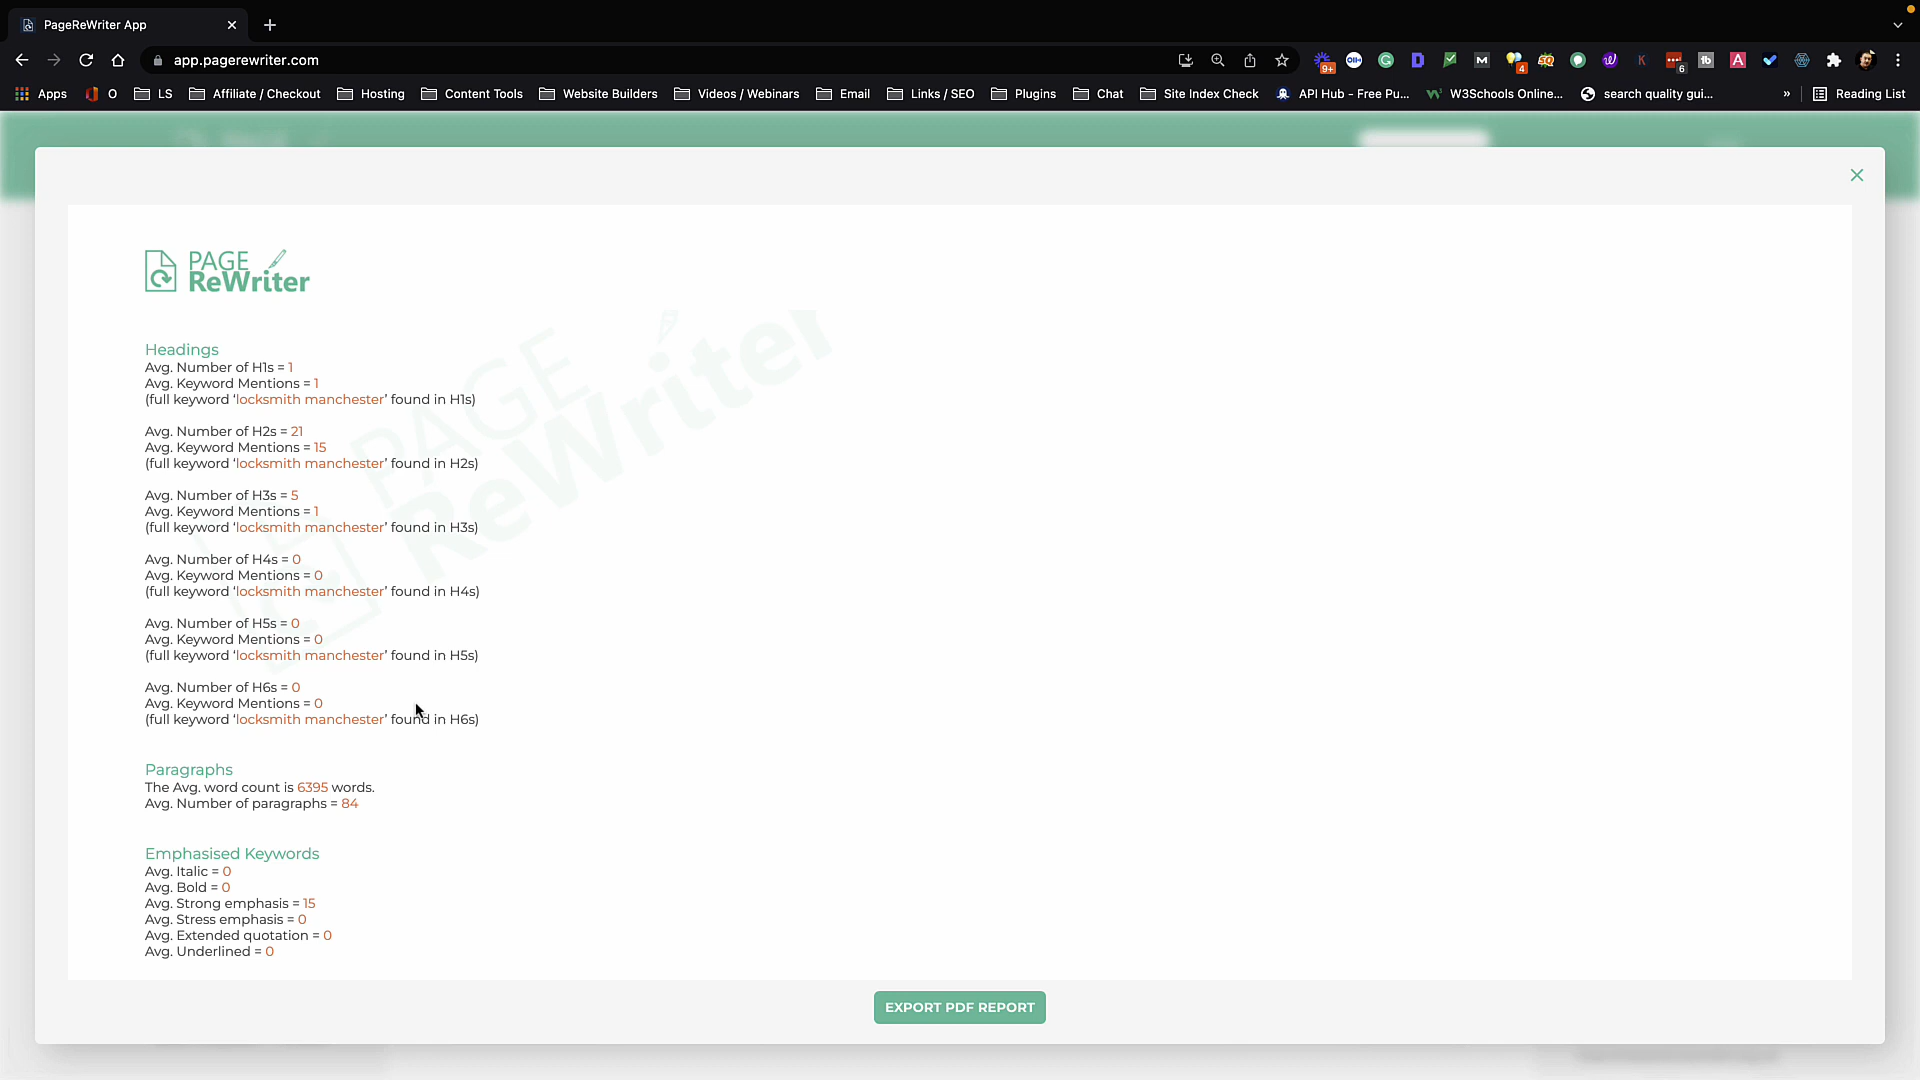 PageReWriter App
app.pagerewriter.com
9+
4
6
Apps
O
LS
Affiliate / Checkout
Hosting
Content Tools
Website Builders
Videos / Webinars
Email
Links / SEO
Plugins
Chat
Site Index Check
API Hub - Free Pu...
W3Schools Online...
search quality gui...
»
Reading List
PAGE
ReWriter
PAGE
ReWriter
Headings
Avg. Number of H1s = 1
Avg. Keyword Mentions = 1
(full keyword ‘locksmith manchester’ found in H1s)
Avg. Number of H2s = 21
Avg. Keyword Mentions = 15
(full keyword ‘locksmith manchester’ found in H2s)
Avg. Number of H3s = 5
Avg. Keyword Mentions = 1
(full keyword ‘locksmith manchester’ found in H3s)
Avg. Number of H4s = 0
Avg. Keyword Mentions = 0
(full keyword ‘locksmith manchester’ found in H4s)
Avg. Number of H5s = 0
Avg. Keyword Mentions = 0
(full keyword ‘locksmith manchester’ found in H5s)
Avg. Number of H6s = 0
Avg. Keyword Mentions = 0
(full keyword ‘locksmith manchester’ found in H6s)
Paragraphs
The Avg. word count is 6395 words.
Avg. Number of paragraphs = 84
Emphasised Keywords
Avg. Italic = 0
Avg. Bold = 0
Avg. Strong emphasis = 15
Avg. Stress emphasis = 0
Avg. Extended quotation = 0
Avg. Underlined = 0
EXPORT PDF REPORT